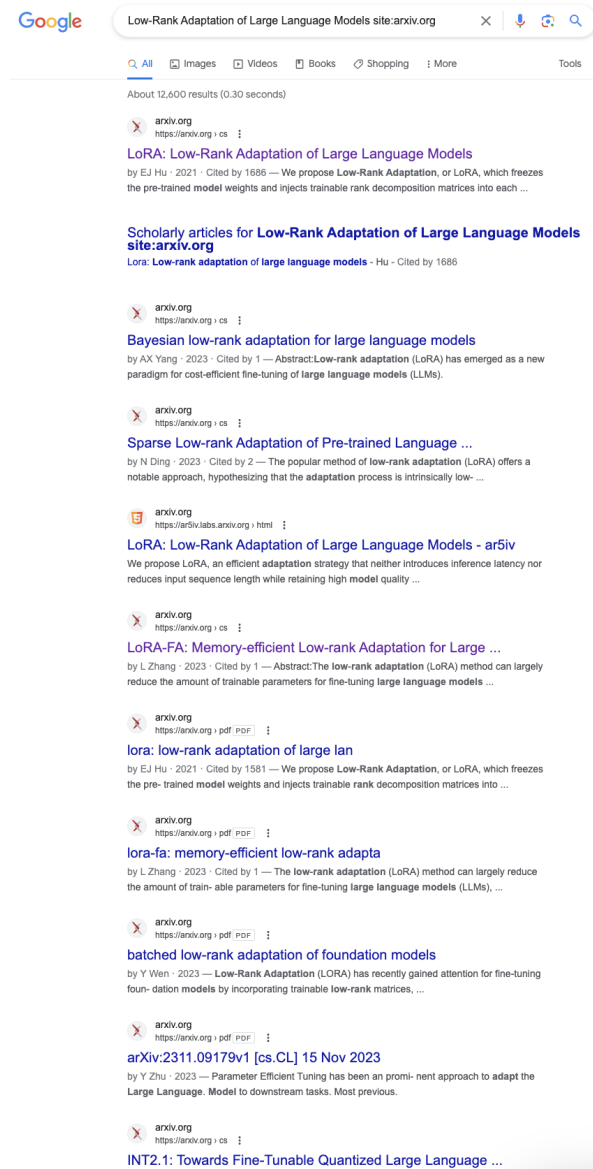 Google
Low-Rank Adaptation of Large Language Models site:arxiv.org
All Images Videos Books Shopping More Tools
About 12,600 results (0.30 seconds)
arxiv.org
https://arxiv.org › cs
LoRA: Low-Rank Adaptation of Large Language Models
by EJ Hu · 2021 · Cited by 1686 — We propose Low-Rank Adaptation, or LoRA, which freezes
the pre-trained model weights and injects trainable rank decomposition matrices into each ...
Scholarly articles for Low-Rank Adaptation of Large Language Models
site:arxiv.org
Lora: Low-rank adaptation of large language models - Hu - Cited by 1686
arxiv.org
https://arxiv.org › cs
Bayesian low-rank adaptation for large language models
by AX Yang · 2023 · Cited by 1 — Abstract:Low-rank adaptation (LoRA) has emerged as a new
paradigm for cost-efficient fine-tuning of large language models (LLMs).
arxiv.org
https://arxiv.org › cs
Sparse Low-rank Adaptation of Pre-trained Language ...
by N Ding · 2023 · Cited by 2 — The popular method of low-rank adaptation (LoRA) offers a
notable approach, hypothesizing that the adaptation process is intrinsically low- ...
arxiv.org
https://ar5iv.labs.arxiv.org › html
LoRA: Low-Rank Adaptation of Large Language Models - ar5iv
We propose LoRA, an efficient adaptation strategy that neither introduces inference latency nor
reduces input sequence length while retaining high model quality ...
arxiv.org
https://arxiv.org › cs
LoRA-FA: Memory-efficient Low-rank Adaptation for Large ...
by L Zhang · 2023 · Cited by 1 — Abstract:The low-rank adaptation (LoRA) method can largely
reduce the amount of trainable parameters for fine-tuning large language models ...
arxiv.org
https://arxiv.org › pdf PDF
lora: low-rank adaptation of large lan
by EJ Hu · 2021 · Cited by 1581 — We propose Low-Rank Adaptation, or LoRA, which freezes
the pre- trained model weights and injects trainable rank decomposition matrices into ...
arxiv.org
https://arxiv.org › pdf PDF
lora-fa: memory-efficient low-rank adapta
by L Zhang · 2023 · Cited by 1 — The low-rank adaptation (LoRA) method can largely reduce
the amount of train- able parameters for fine-tuning large language models (LLMs), ...
arxiv.org
https://arxiv.org › pdf PDF
batched low-rank adaptation of foundation models
by Y Wen · 2023 — Low-Rank Adaptation (LORA) has recently gained attention for fine-tuning
foun- dation models by incorporating trainable low-rank matrices, ...
arxiv.org
https://arxiv.org › pdf PDF
arXiv:2311.09179v1 [cs.CL] 15 Nov 2023
by Y Zhu · 2023 — Parameter Efficient Tuning has been an promi- nent approach to adapt the
Large Language. Model to downstream tasks. Most previous.
arxiv.org
https://arxiv.org › cs
INT2.1: Towards Fine-Tunable Quantized Large Language ...